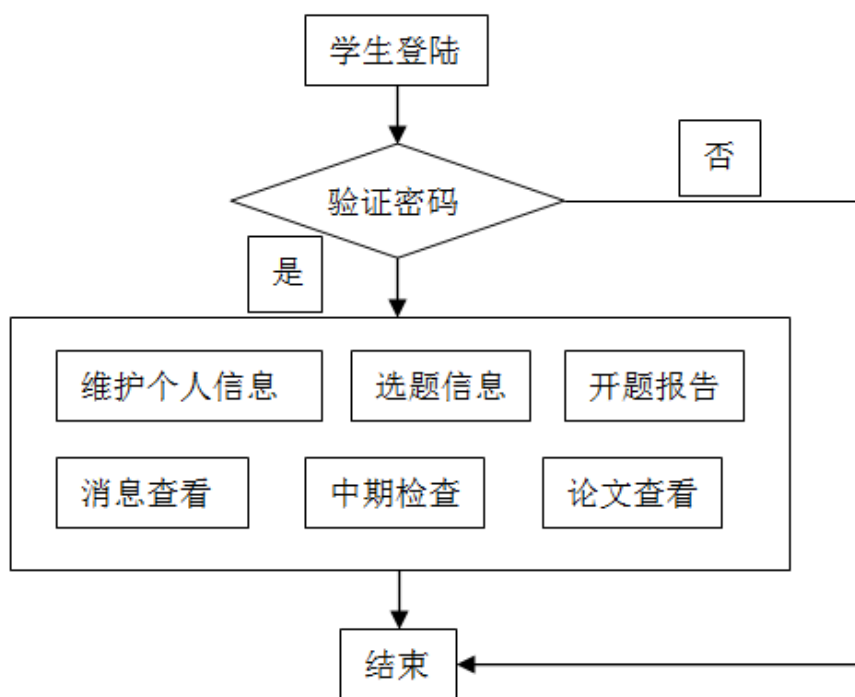 学生登陆
否
验证密码
是
维护个人信息 选题信息 开题报告
消息查看 中期检查 论文查看
结束